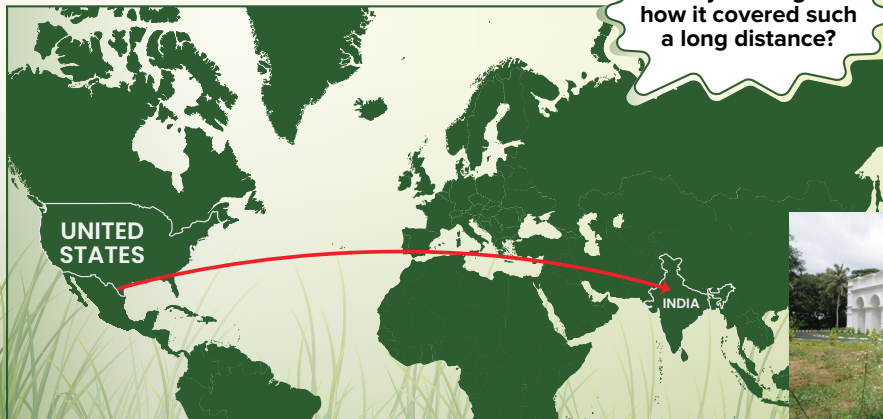 how it covered such
a long distance?
UNITED
STATES
INDIA